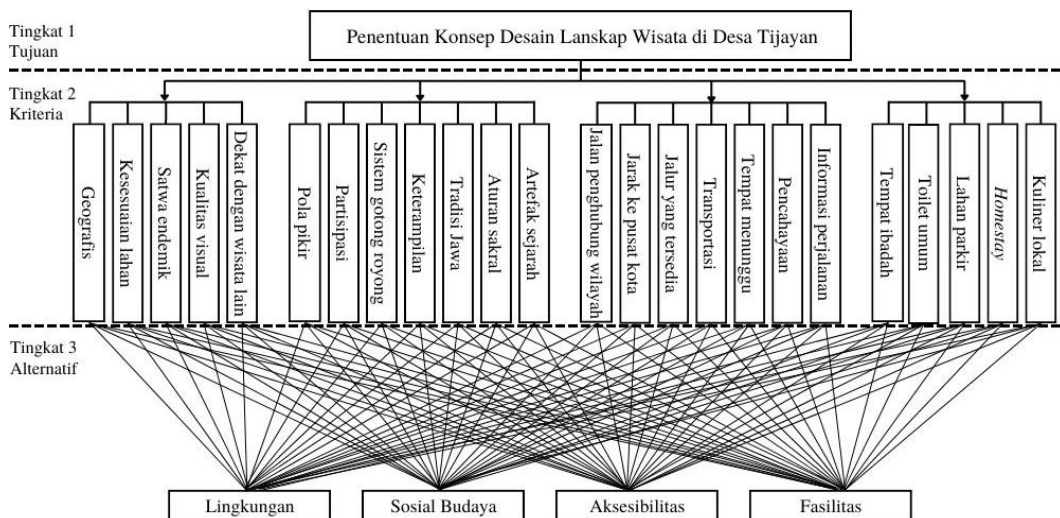 Tingkat 1
Tujuan
Penentuan Konsep Desain Lanskap Wisata di Desa Tijayan
Tingkat 2
Kriteria
Geografis
Kesesuaian lahan
Satwa endemik
Kualitas visual
Dekat dengan wisata lain
Pola pikir
Partisipasi
Sistem gotong royong
Keterampilan
Tradisi Jawa
Aturan sakral
Artefak sejarah
Jalan penghubung wilayah
Jarak ke pusat kota
Jalur yang tersedia
Transportasi
Tempat menunggu
Pencahayaan
Informasi perjalanan
Tempat ibadah
Toilet umum
Lahan parkir
Homestay
Kuliner lokal
Tingkat 3
Alternatif
Lingkungan
Sosial Budaya
Aksesibilitas
Fasilitas